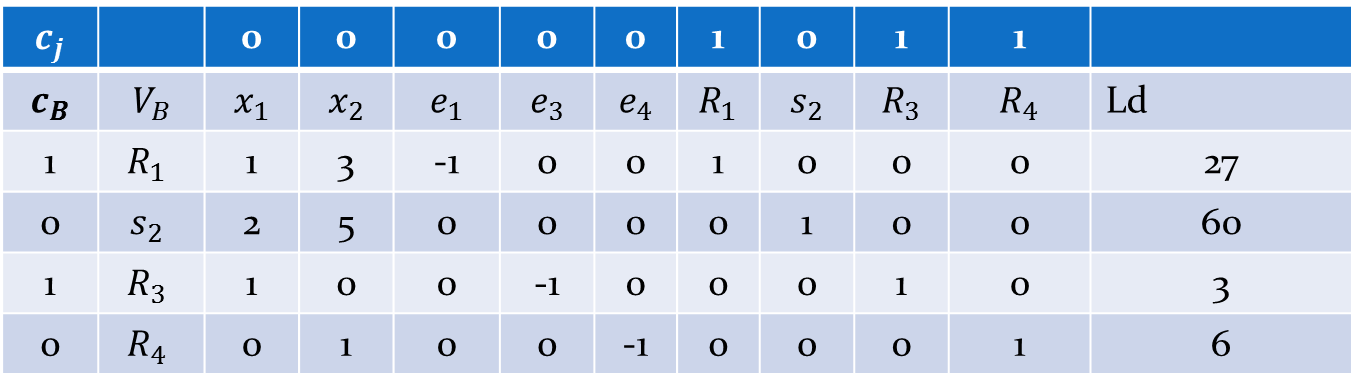 c_j 0 0 0 0 0 1 0 1 1
c_B V_B x_1 x_2 e_1 e_3 e_4 R_1 s_2 R_3 R_4 Ld
1 R_1 1 3 -1 0 0 1 0 0 0 27
0 s_2 2 5 0 0 0 0 1 0 0 60
1 R_3 1 0 0 -1 0 0 0 1 0 3
0 R_4 0 1 0 0 -1 0 0 0 1 6